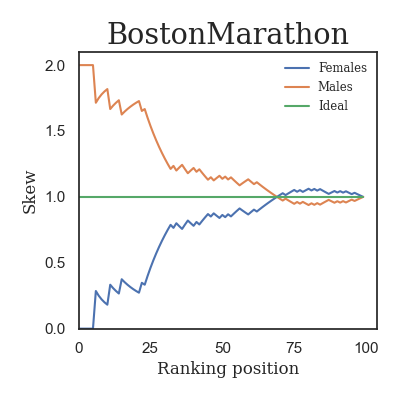 BostonMarathon
Females
Males
Ideal
2.0
1.5
1.0
0.5
0.0
Skew
0 25 50 75 100
Ranking position